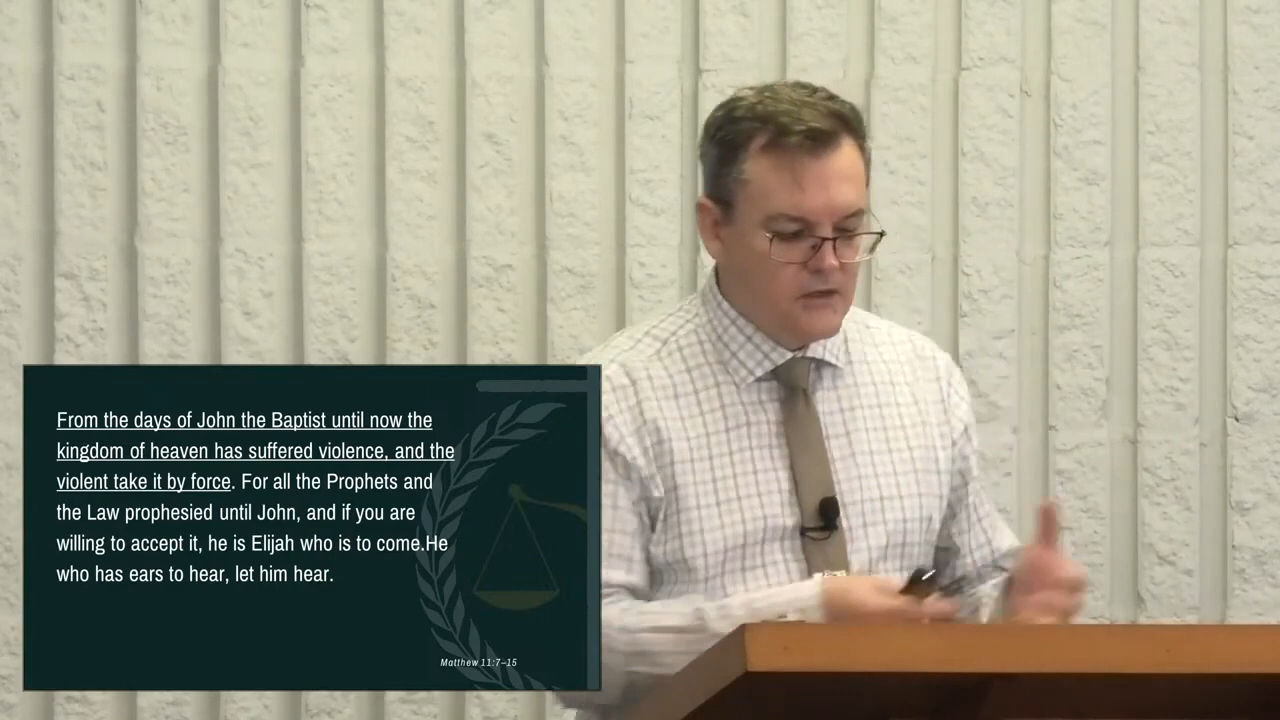 From the days of John the Baptist until now the
kingdom of heaven has suffered violence, and the
violent take it by force. For all the Prophets and
the Law prophesied until John, and if you are
willing to accept it, he is Elijah who is to come.He
who has ears to hear, let him hear.
Matthew 11:7–15